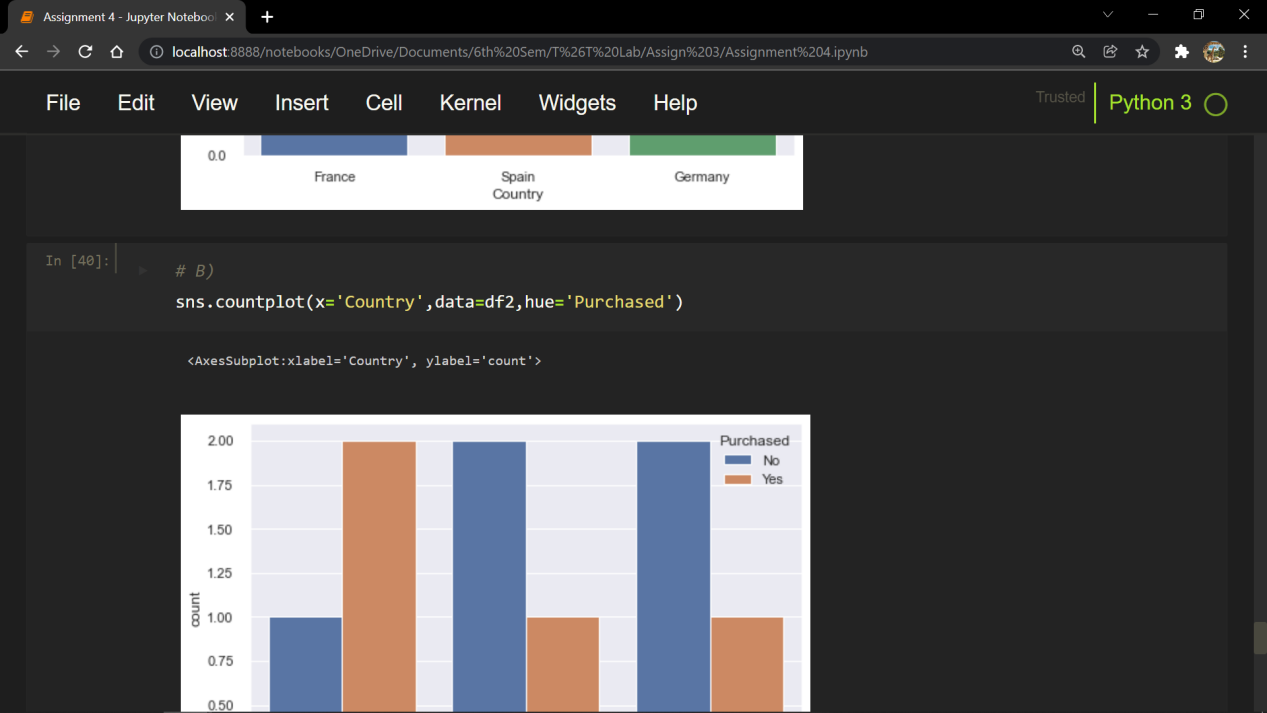 Assignment 4 - Jupyter Noteboo
localhost:8888/notebooks/OneDrive/Documents/6th%20Sem/T%26T%20Lab/Assign%203/Assignment%204.ipynb
File Edit View Insert Cell Kernel Widgets Help Trusted Python 3
0.0
France Spain Germany
Country
In [40]:
# B)
sns.countplot(x='Country',data=df2,hue='Purchased')
<AxesSubplot:xlabel='Country', ylabel='count'>
Purchased
No
Yes
2.00
1.75
1.50
1.25
1.00
0.75
0.50
count